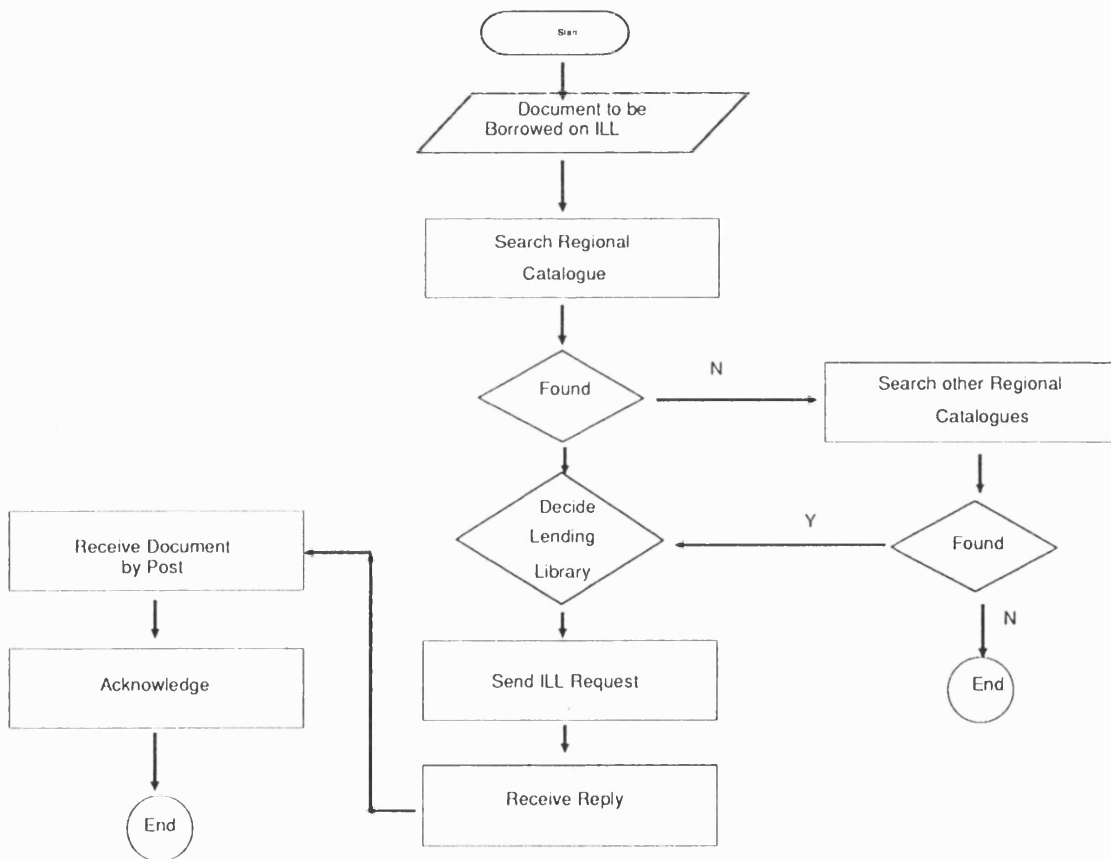 Start
Document to be
Borrowed on ILL
Search Regional
Catalogue
Found
N
Search other Regional
Catalogues
Decide
Lending
Library
Y
Found
N
End
Send ILL Request
Receive Reply
Receive Document
by Post
Acknowledge
End